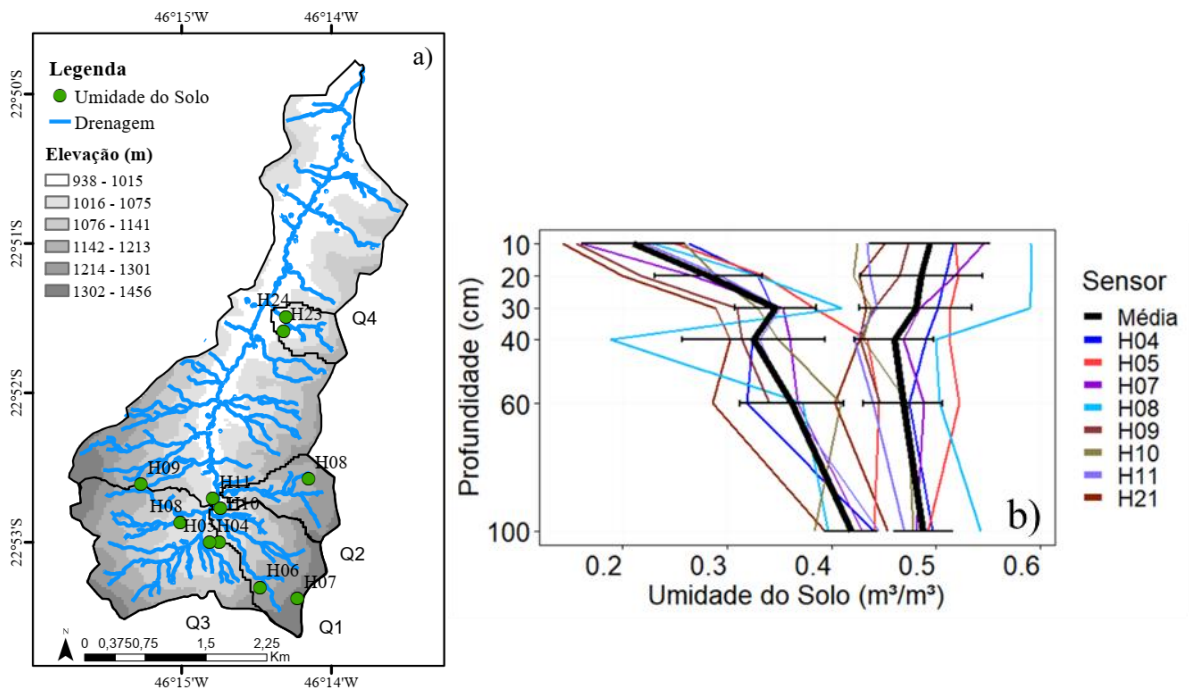 46°15'W 46°14'W
a)
Legenda
Umidade do Solo
Drenagem
Elevação (m)
938 - 1015
1016 - 1075
1076 - 1141
1142 - 1213
1214 - 1301
1302 - 1456
22°50'S
22°51'S
22°52'S
22°53'S
H24
H23
Q4
H09
H08
H11
H10
H08
H04
Q2
H06
H07
Q3
Q1
N
0 0,3750,75 1,5 2,25
Km
46°15'W 46°14'W
10
20
30
40
60
100
Profundidade (cm)
0.2 0.3 0.4 0.5 0.6
Umidade do Solo (m³/m³)
b)
Sensor
Média
H04
H05
H07
H08
H09
H10
H11
H21